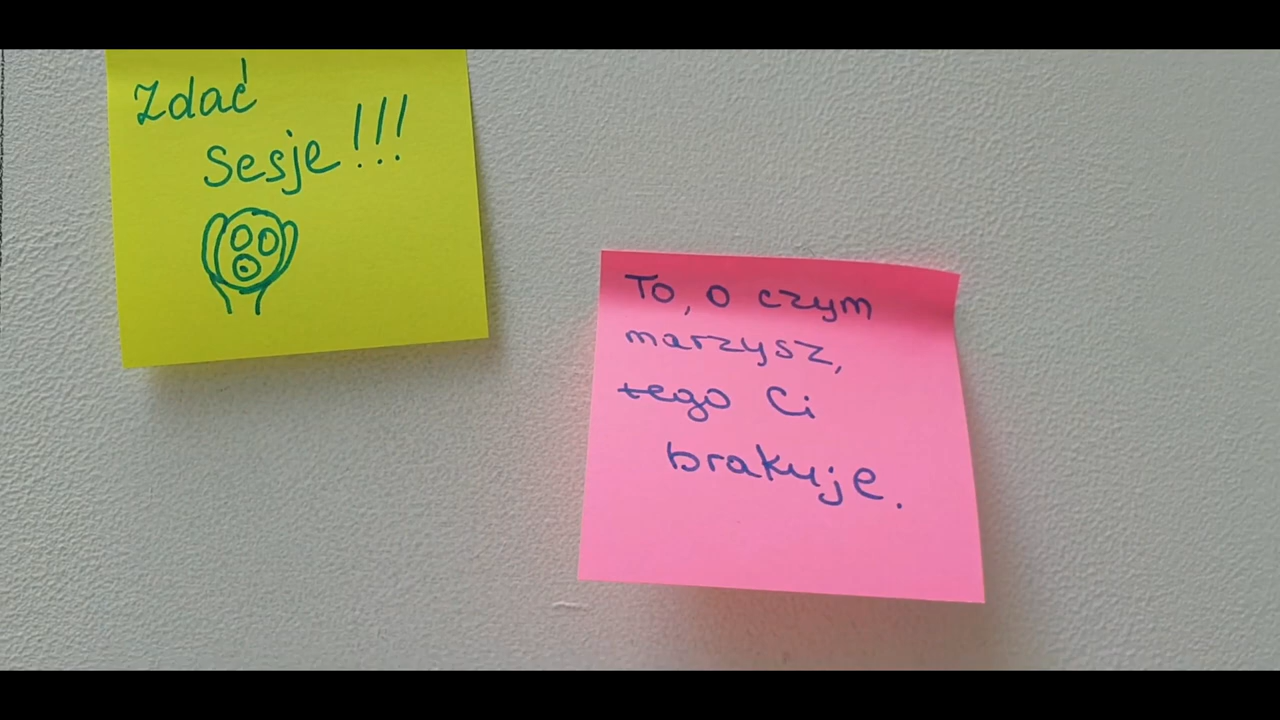 Zdać
Sesje!!!
To, o czym
marzysz,
tego Ci
brakuje.